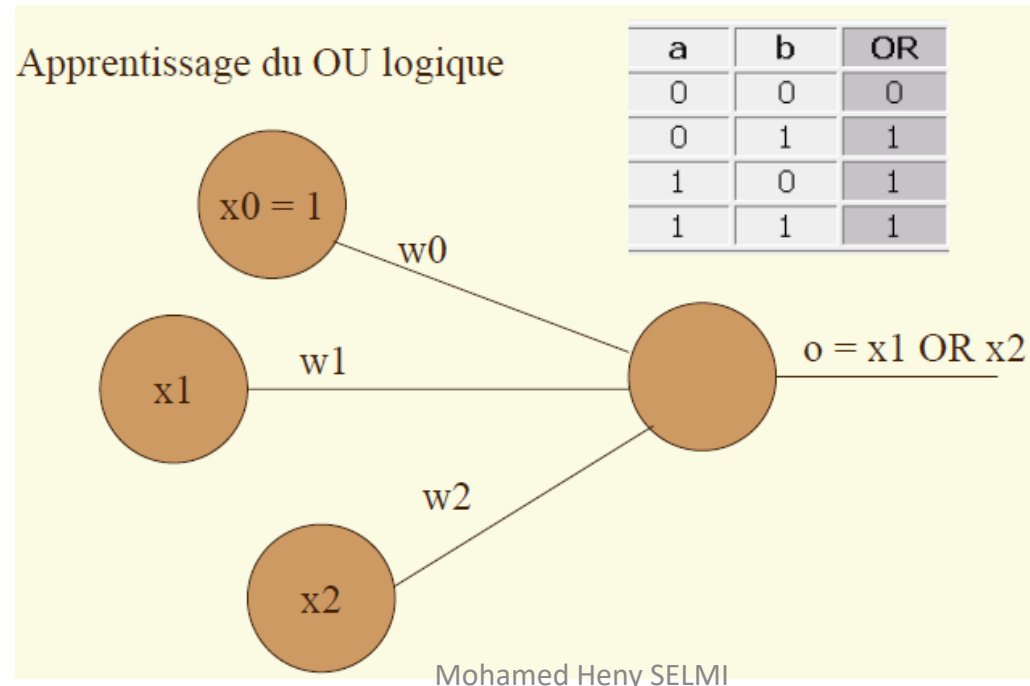 Apprentissage du OU logique
a b OR
0 0 0
0 1 1
1 0 1
1 1 1
x0 = 1
w0
x1
w1
o = x1 OR x2
w2
x2
Mohamed Heny SELMI